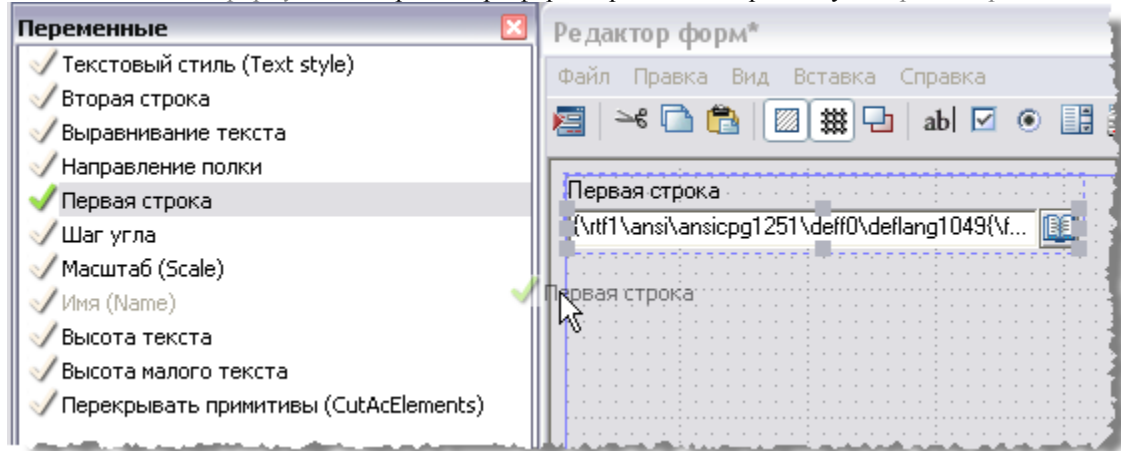 Переменные
Текстовый стиль (Text style)
Вторая строка
Выравнивание текста
Направление полки
Первая строка
Шаг угла
Масштаб (Scale)
Имя (Name)
Высота текста
Высота малого текста
Перекрывать примитивы (CutAcElements)
Редактор форм*
Файл Правка Вид Вставка Справка
ab|
Первая строка
{\rtf1\ansi\ansicpg1251\deff0\deflang1049{\f...
Первая строка